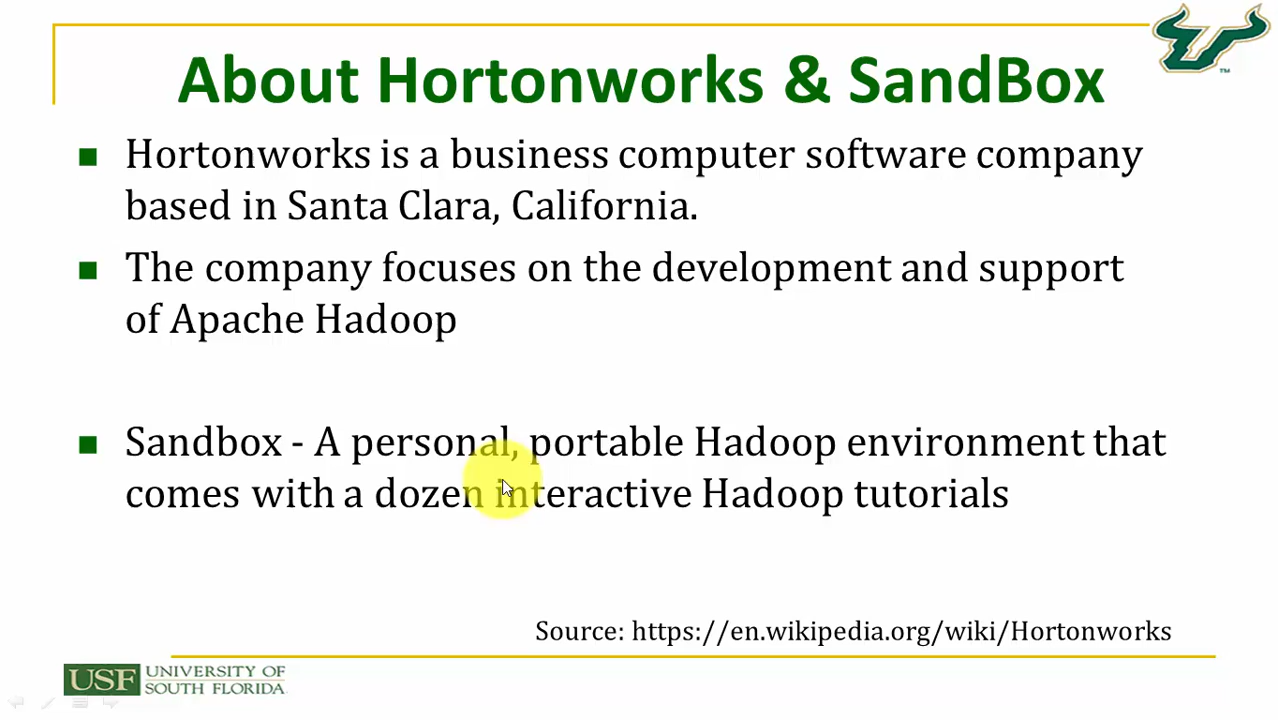 About Hortonworks & SandBox
Hortonworks is a business computer software company
based in Santa Clara, California.
The company focuses on the development and support
of Apache Hadoop
Sandbox - A personal, portable Hadoop environment that
comes with a dozen interactive Hadoop tutorials
Source: https://en.wikipedia.org/wiki/Hortonworks
USF UNIVERSITY OF
SOUTH FLORIDA
TM